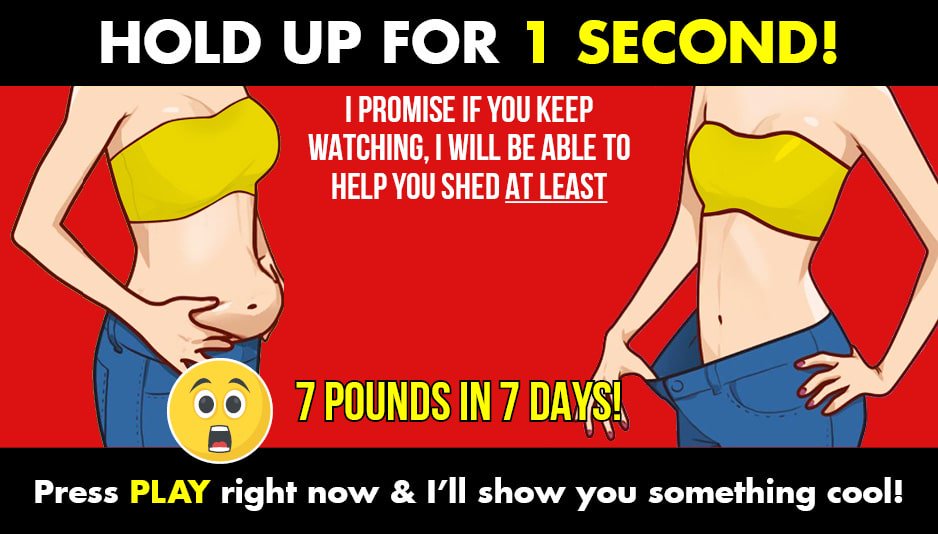 HOLD UP FOR 1 SECOND!
I PROMISE IF YOU KEEP
WATCHING, I WILL BE ABLE TO
HELP YOU SHED AT LEAST
7 POUNDS IN 7 DAYS!
Press PLAY right now & I'll show you something cool!